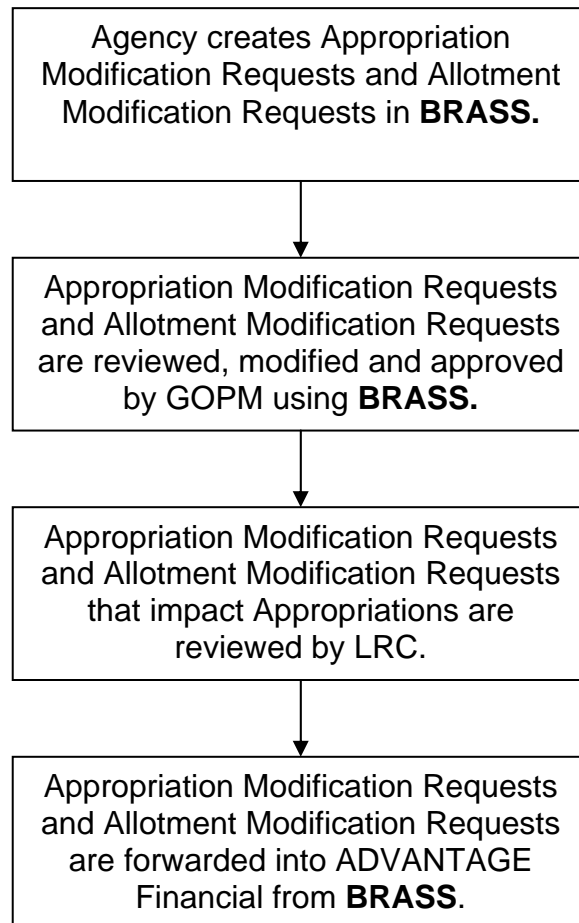 Agency creates Appropriation
Modification Requests and Allotment
Modification Requests in BRASS.
Appropriation Modification Requests
and Allotment Modification Requests
are reviewed, modified and approved
by GOPM using BRASS.
Appropriation Modification Requests
and Allotment Modification Requests
that impact Appropriations are
reviewed by LRC.
Appropriation Modification Requests
and Allotment Modification Requests
are forwarded into ADVANTAGE
Financial from BRASS.